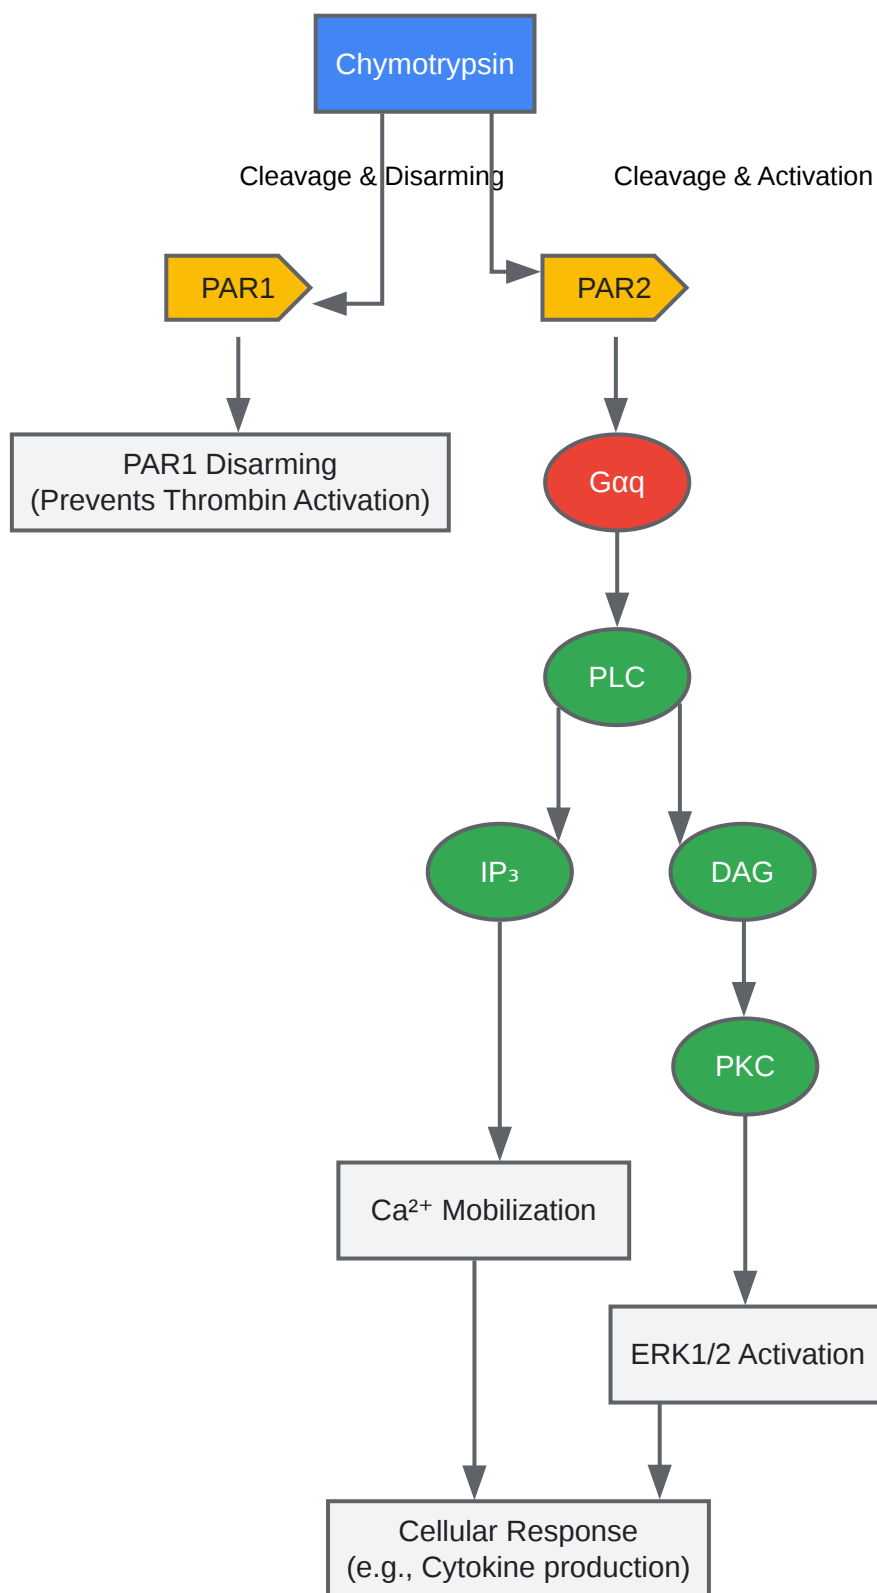 Chymotrypsin
Cleavage & Disarming
Cleavage & Activation
PAR1
PAR2
PAR1 Disarming
(Prevents Thrombin Activation)
Gαq
PLC
IP₃
DAG
PKC
Ca²⁺ Mobilization
ERK1/2 Activation
Cellular Response
(e.g., Cytokine production)